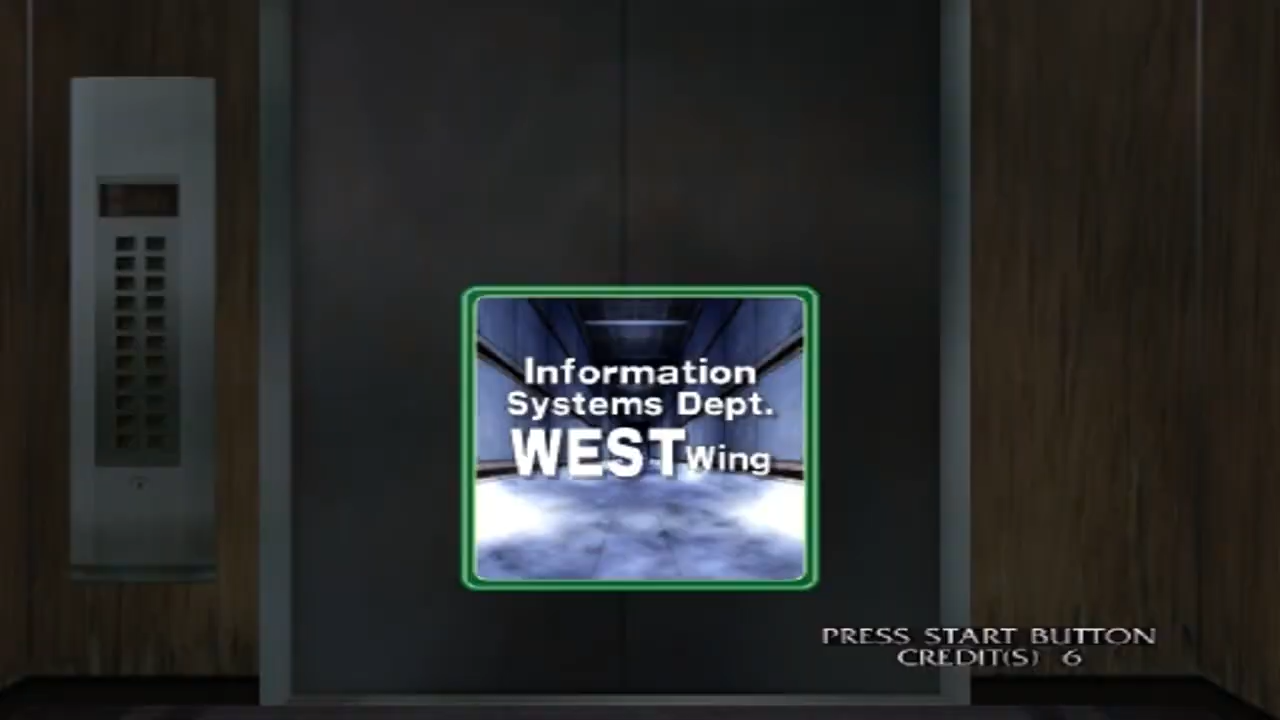 Information
Systems Dept.
WEST Wing
PRESS START BUTTON
CREDIT(S) 6